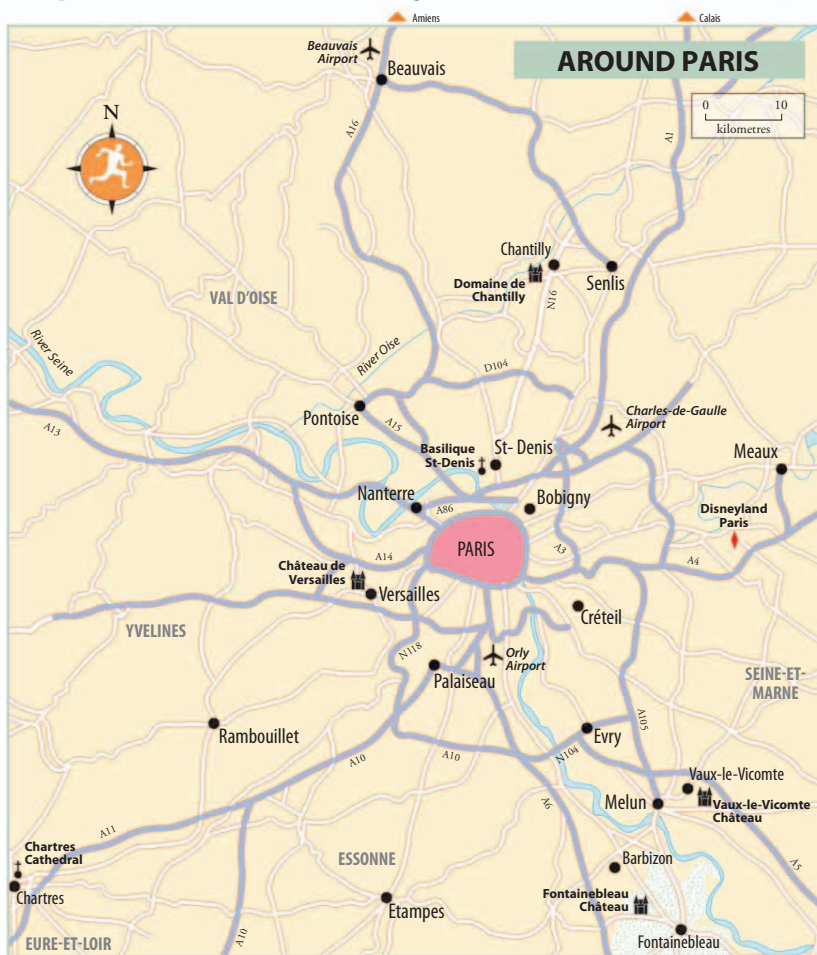 Amiens
Calais
AROUND PARIS
Beauvais
Airport
Beauvais
0 10
kilometres
N
A16
A1
Chantilly
Domaine de
Chantilly
Senlis
N16
VAL D'OISE
River Seine
River Oise
D104
Pontoise
A15
A13
Charles-de-Gaulle
Airport
Basilique
St-Denis
St- Denis
Meaux
Nanterre
A86
Bobigny
Disneyland
Paris
PARIS
A3
A14
A4
Château de
Versailles
Versailles
Créteil
YVELINES
N118
Orly
Airport
Palaiseau
SEINE-ET-
MARNE
Rambouillet
A105
Evry
A10
A10
N104
Vaux-le-Vicomte
Melun
Vaux-le-Vicomte
Château
A6
A11
Chartres
Cathedral
ESSONNE
Barbizon
A5
Chartres
Etampes
Fontainebleau
Château
EURE-ET-LOIR
A10
Fontainebleau